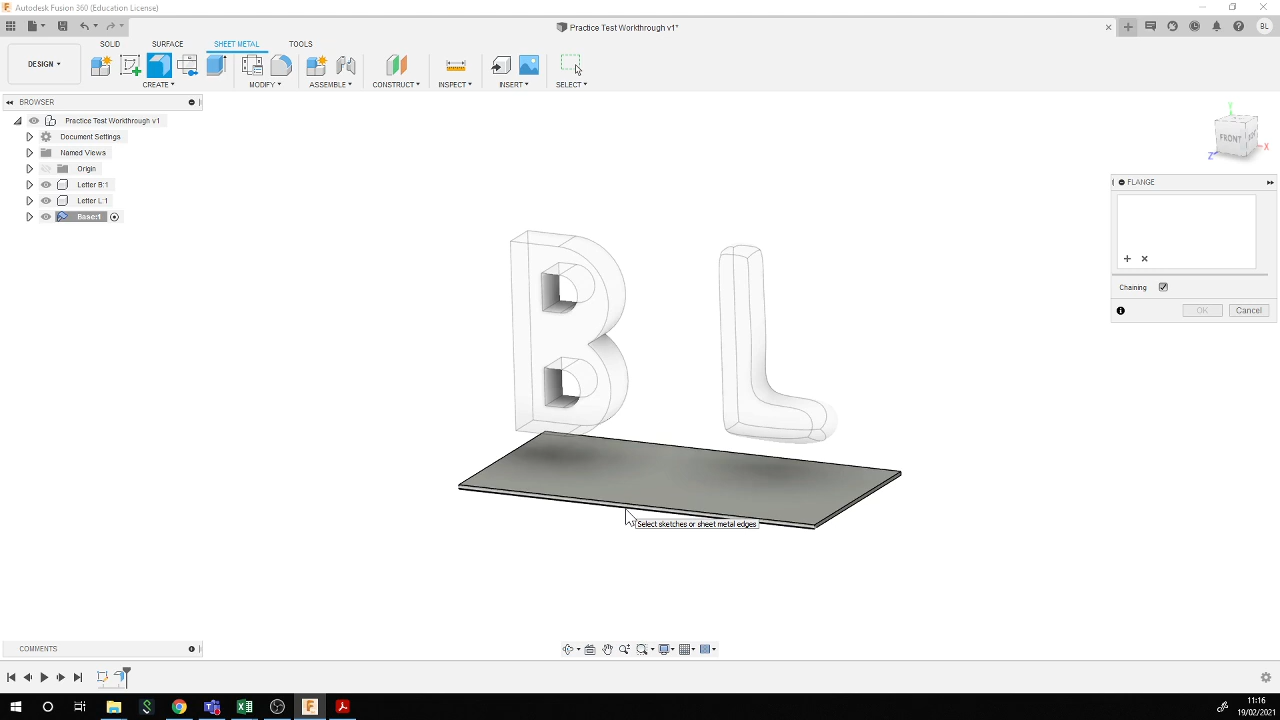 Autodesk Fusion 360 (Education License)
Practice Test Workthrough v1*
BL
SOLID
SURFACE
SHEET METAL
TOOLS
DESIGN
CREATE
MODIFY
ASSEMBLE
CONSTRUCT
INSPECT
INSERT
SELECT
BROWSER
Practice Test Workthrough v1
Document Settings
Named Views
Origin
Letter B:1
Letter L:1
Base:1
FRONT
Y
X
Z
FLANGE
Chaining
OK
Cancel
Select sketches or sheet metal edges
COMMENTS
11:16
19/02/2021